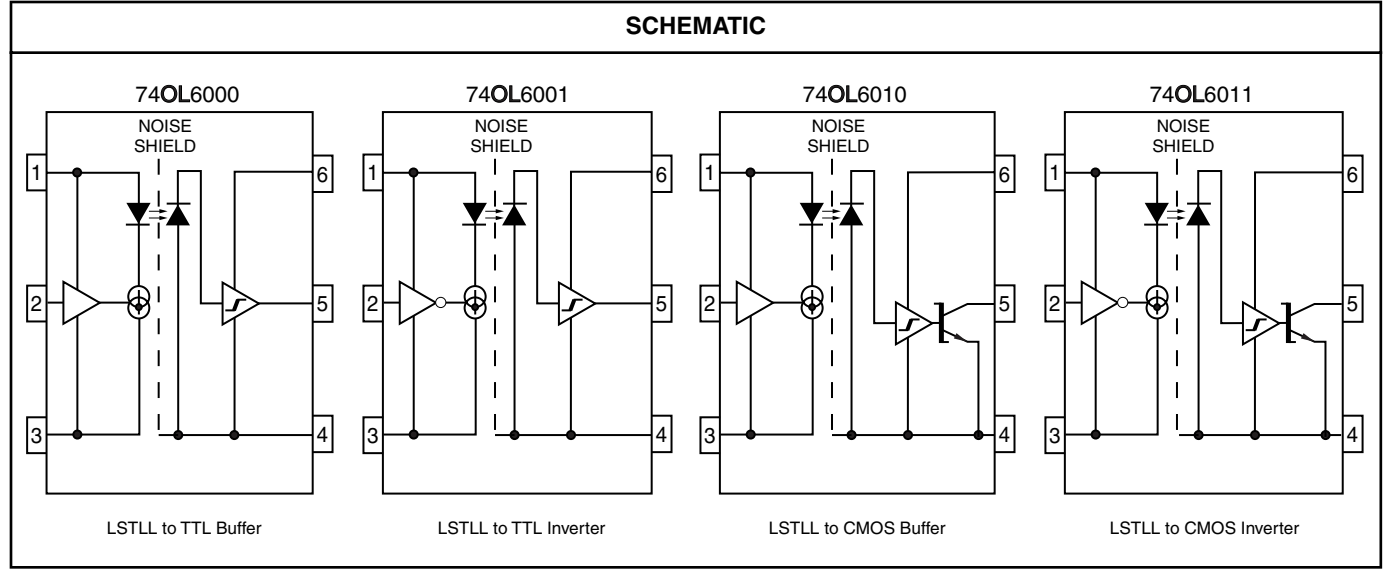 SCHEMATIC
74OL6000
NOISE
SHIELD
1
2
3
6
5
4
LSTLL to TTL Buffer
74OL6001
NOISE
SHIELD
1
2
3
6
5
4
LSTLL to TTL Inverter
74OL6010
NOISE
SHIELD
1
2
3
6
5
4
LSTLL to CMOS Buffer
74OL6011
NOISE
SHIELD
1
2
3
6
5
4
LSTLL to CMOS Inverter